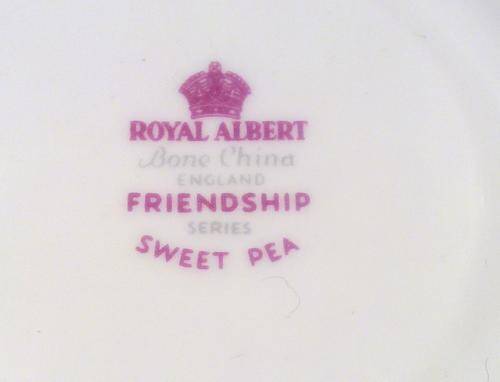 ROYAL ALBERT
Bone China
ENGLAND
FRIENDSHIP
SERIES
SWEET PEA